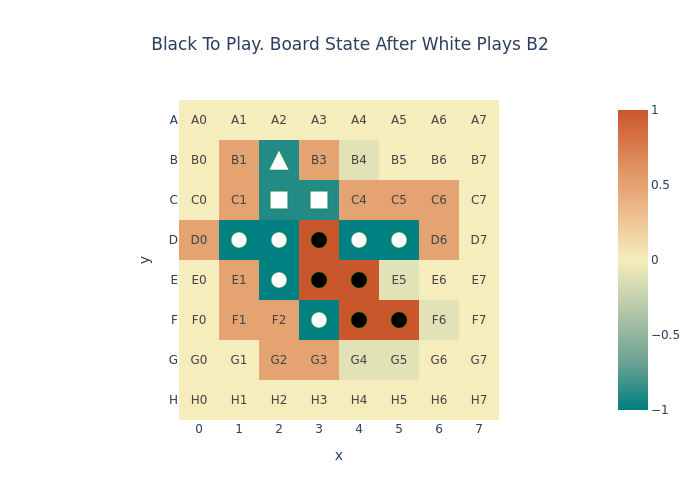 Black To Play. Board State After White Plays B2
A A0 A1 A2 A3 A4 A5 A6 A7
B B0 B1 B3 B4 B5 B6 B7
C C0 C1 C4 C5 C6 C7
D D0 D6 D7
E E0 E1 E5 E6 E7
F F0 F1 F2 F6 F7
G G0 G1 G2 G3 G4 G5 G6 G7
H H0 H1 H2 H3 H4 H5 H6 H7
0 1 2 3 4 5 6 7
x
y
1
0.5
0
−0.5
−1